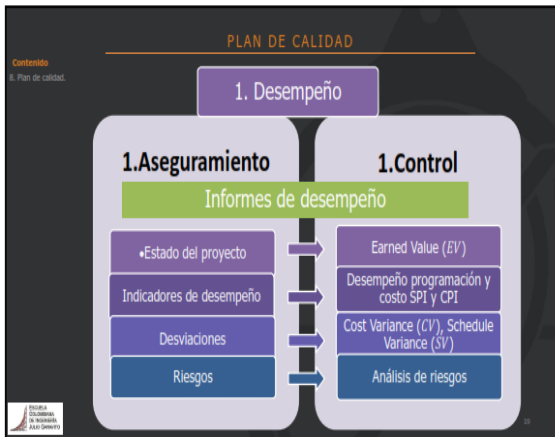 PLAN DE CALIDAD
Contenido
8. Plan de calidad.
1. Desempeño
1.Aseguramiento
1.Control
Informes de desempeño
•Estado del proyecto
Earned Value (EV)
Indicadores de desempeño
Desempeño programación y
costo SPI y CPI
Desviaciones
Cost Variance (CV), Schedule
Variance (SV)
Riesgos
Análisis de riesgos
ESCUELA
COLOMBIANA
DE INGENIERÍA
JULIO GARAVITO